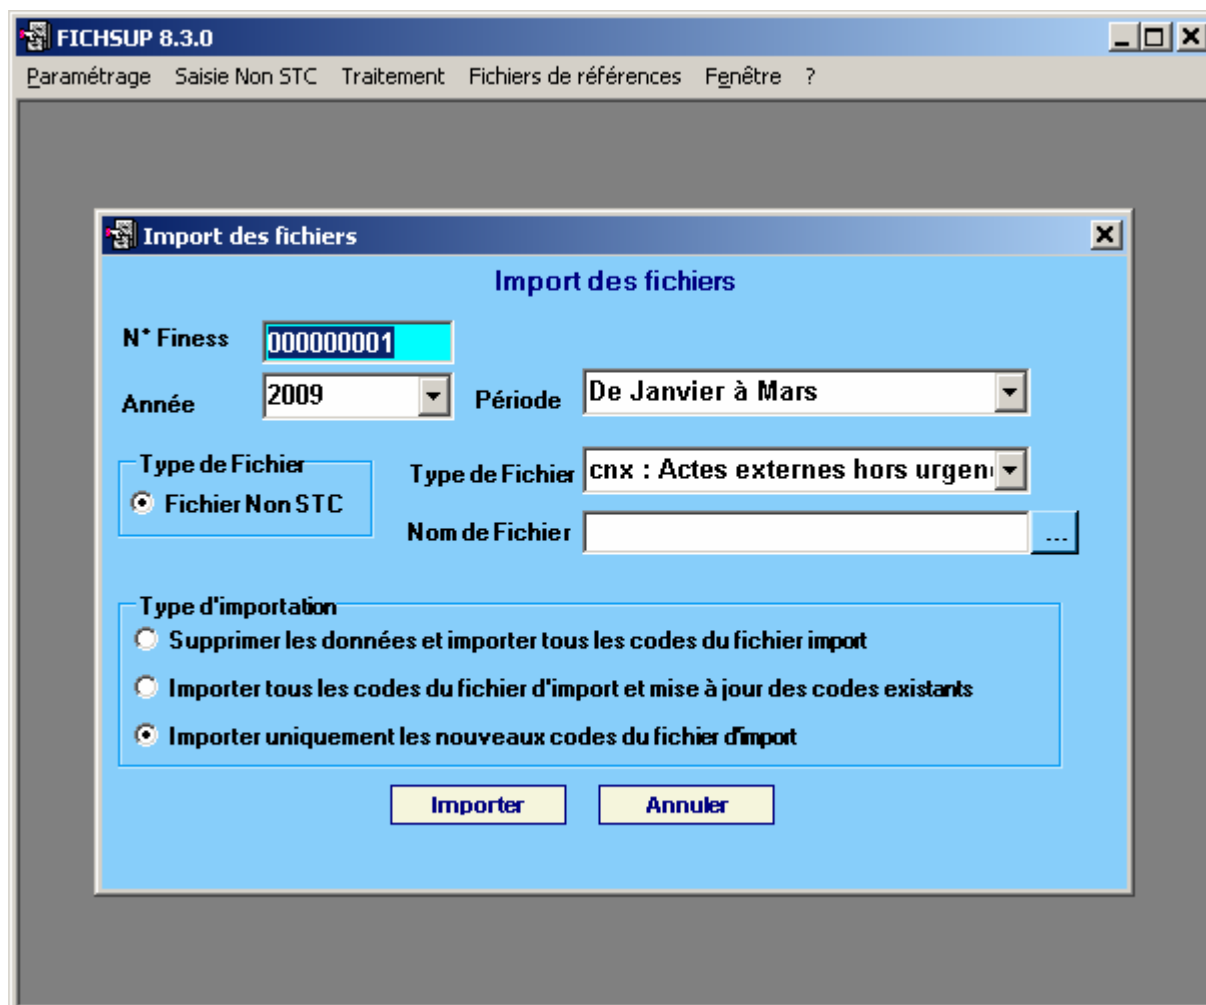 FICHSUP 8.3.0
Paramétrage Saisie Non STC Traitement Fichiers de références Fenêtre ?
Import des fichiers
Import des fichiers
N° Finess 000000001
Année 2009 Période De Janvier à Mars
Type de Fichier
Type de Fichier cnx : Actes externes hors urgen
Fichier Non STC
Nom de Fichier ...
Type d'importation
Supprimer les données et importer tous les codes du fichier import
Importer tous les codes du fichier d'import et mise à jour des codes existants
Importer uniquement les nouveaux codes du fichier d'import
Importer Annuler